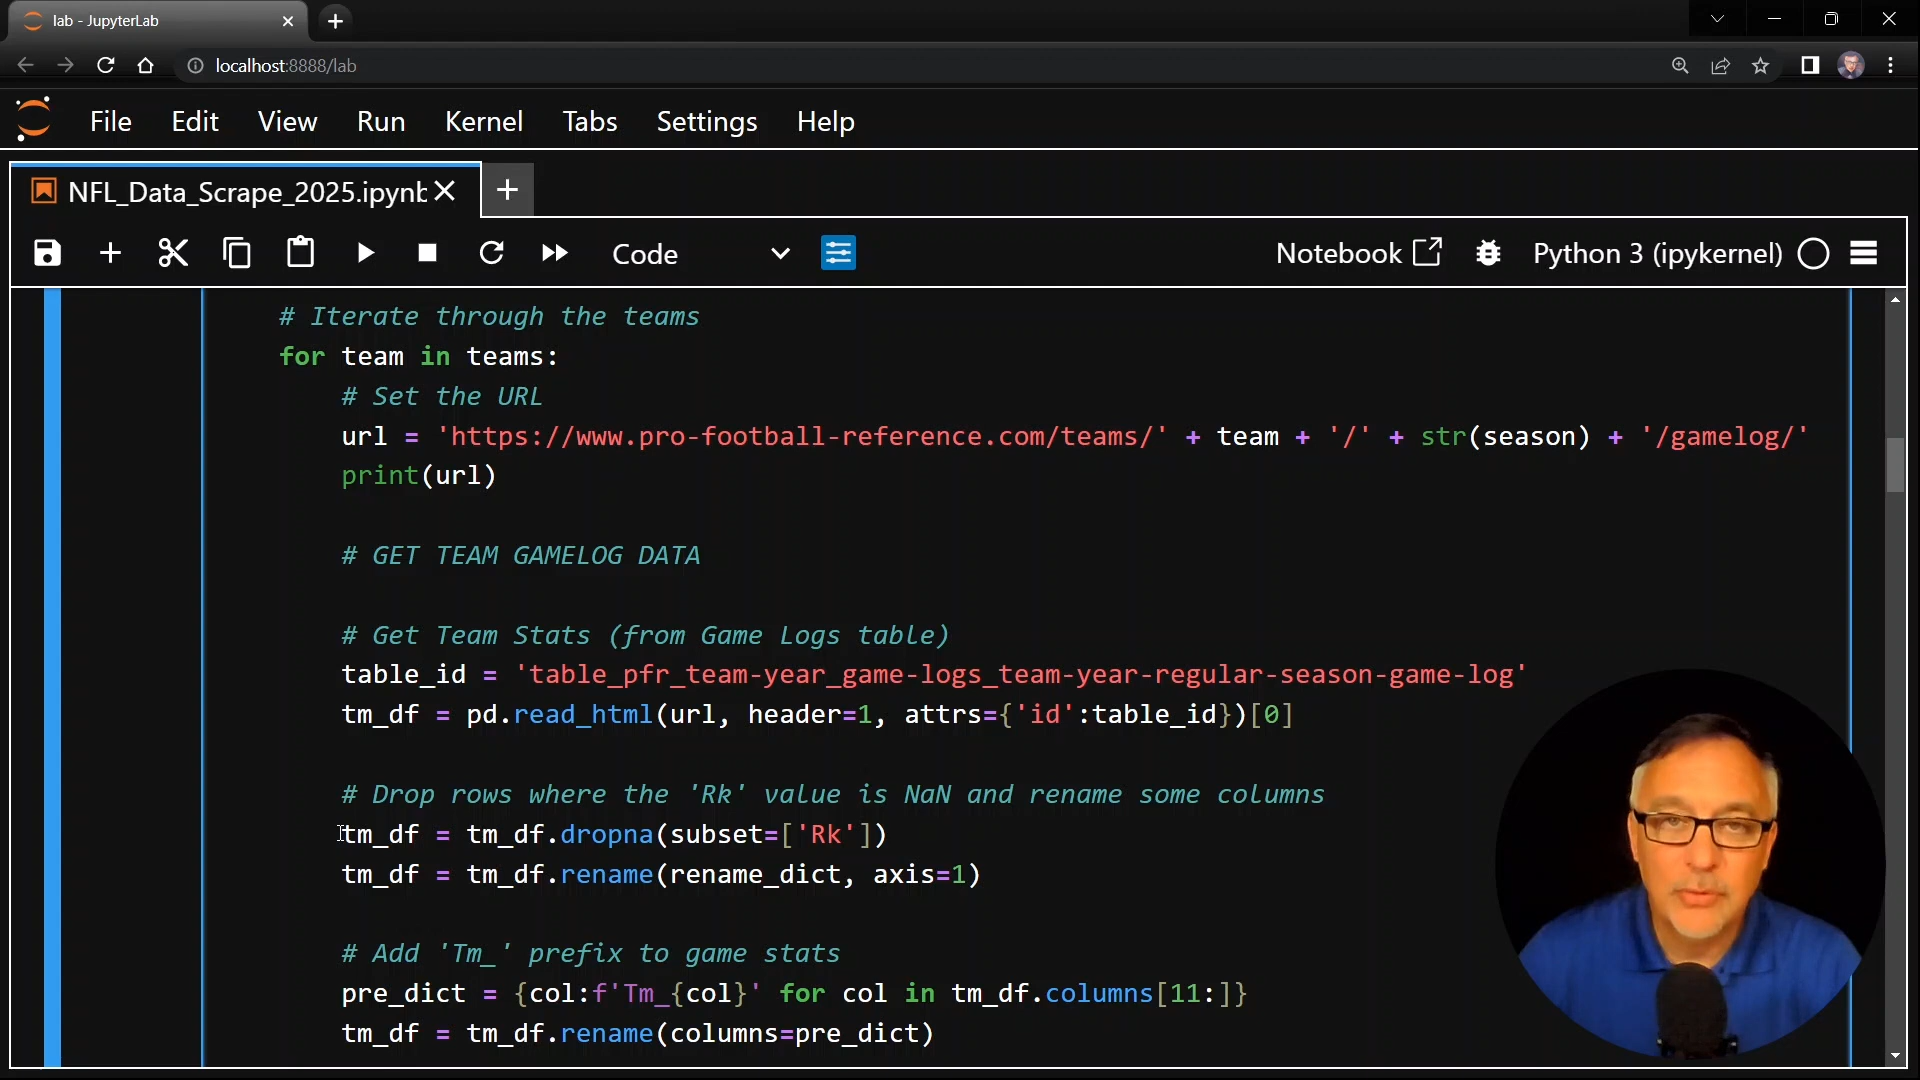 lab - JupyterLab
localhost:8888/lab
File Edit View Run Kernel Tabs Settings Help
NFL_Data_Scrape_2025.ipynb
Code Notebook Python 3 (ipykernel)
# Iterate through the teams
for team in teams:
# Set the URL
url = 'https://www.pro-football-reference.com/teams/' + team + '/' + str(season) + '/gamelog/'
print(url)
# GET TEAM GAMELOG DATA
# Get Team Stats (from Game Logs table)
table_id = 'table_pfr_team-year_game-logs_team-year-regular-season-game-log'
tm_df = pd.read_html(url, header=1, attrs={'id':table_id})[0]
# Drop rows where the 'Rk' value is NaN and rename some columns
tm_df = tm_df.dropna(subset=['Rk'])
tm_df = tm_df.rename(rename_dict, axis=1)
# Add 'Tm_' prefix to game stats
pre_dict = {col:f'Tm_{col}' for col in tm_df.columns[11:]}
tm_df = tm_df.rename(columns=pre_dict)